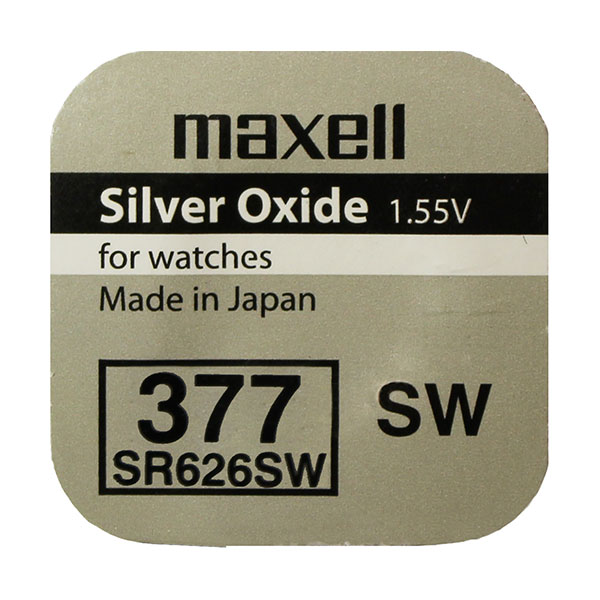 maxell
Silver Oxide 1.55V
for watches
Made in Japan
377 SW
SR626SW